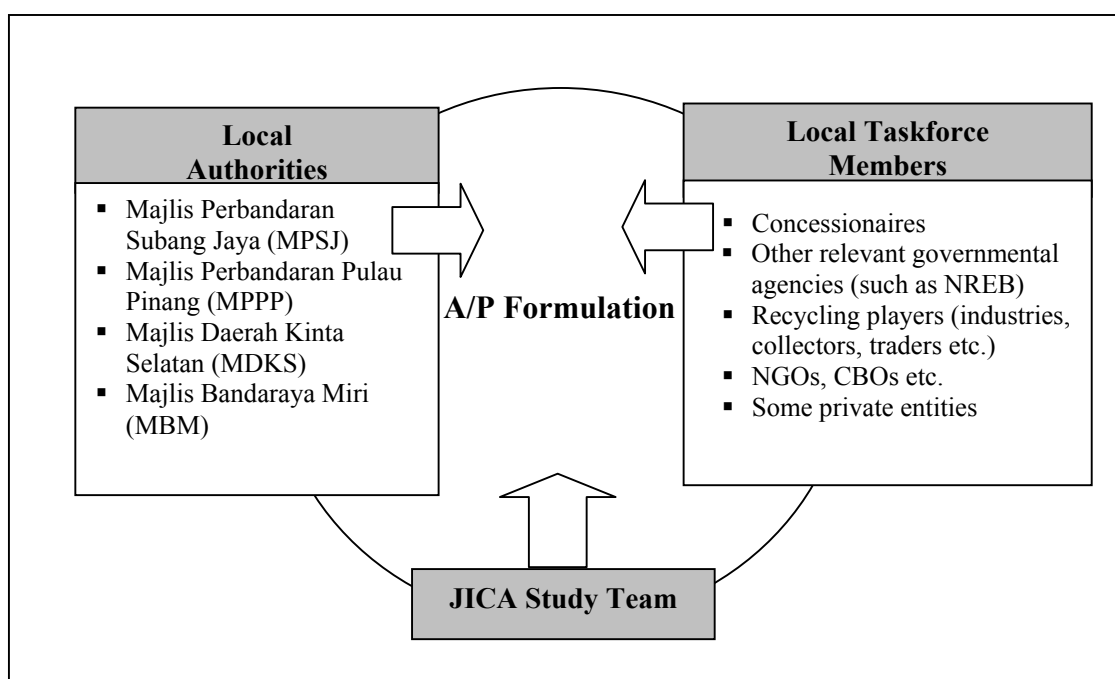 Local
Authorities
▪ Majlis Perbandaran
Subang Jaya (MPSJ)
▪ Majlis Perbandaran Pulau
Pinang (MPPP)
▪ Majlis Daerah Kinta
Selatan (MDKS)
▪ Majlis Bandaraya Miri
(MBM)
A/P Formulation
Local Taskforce
Members
▪ Concessionaires
▪ Other relevant governmental
agencies (such as NREB)
▪ Recycling players (industries,
collectors, traders etc.)
▪ NGOs, CBOs etc.
▪ Some private entities
JICA Study Team